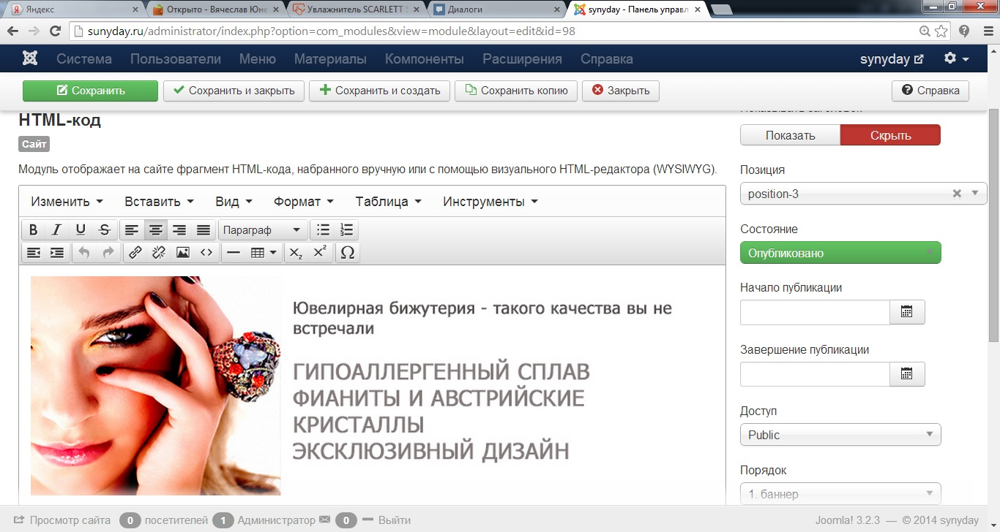 Яндекс
Открыто - Вячеслав Юне
Увлажнитель SCARLETT S
Диалоги
synyday - Панель управл
sunyday.ru/administrator/index.php?option=com_modules&view=module&layout=edit&id=98
Система Пользователи Меню Материалы Компоненты Расширения Справка synyday
Сохранить Сохранить и закрыть Сохранить и создать Сохранить копию Закрыть Справка
HTML-код
Сайт
Модуль отображает на сайте фрагмент HTML-кода, набранного вручную или с помощью визуального HTML-редактора (WYSIWYG).
Изменить Вставить Вид Формат Таблица Инструменты
Параграф
Ювелирная бижутерия - такого качества вы не
встречали
ГИПОАЛЛЕРГЕННЫЙ СПЛАВ
ФИАНИТЫ И АВСТРИЙСКИЕ
КРИСТАЛЛЫ
ЭКСКЛЮЗИВНЫЙ ДИЗАЙН
Показать Скрыть
Позиция
position-3
Состояние
Опубликовано
Начало публикации
Завершение публикации
Доступ
Public
Порядок
1. баннер
Просмотр сайта 0 посетителей 1 Администратор 0 Выйти
Joomla! 3.2.3 — © 2014 synyday